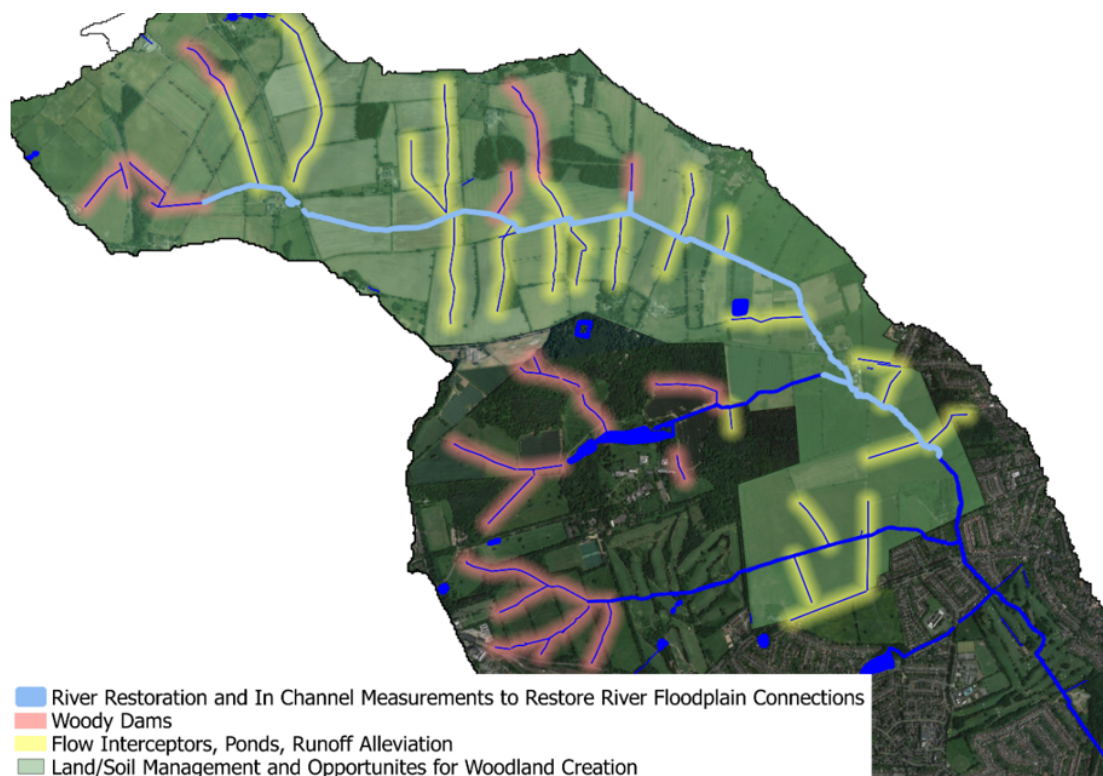 River Restoration and In Channel Measurements to Restore River Floodplain Connections
Woody Dams
Flow Interceptors, Ponds, Runoff Alleviation
Land/Soil Management and Opportunites for Woodland Creation